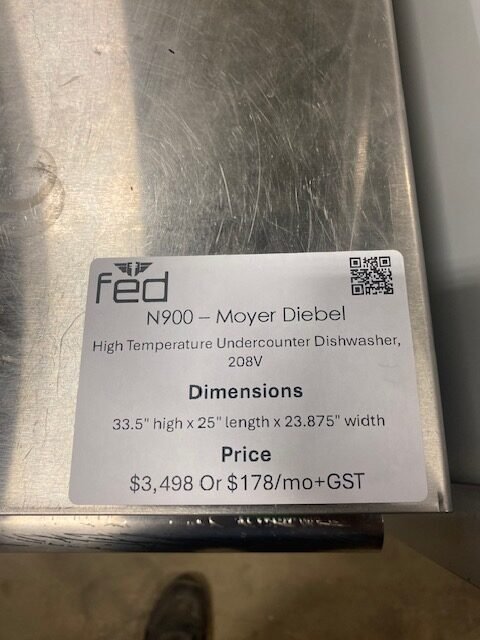 fed
N900 – Moyer Diebel
High Temperature Undercounter Dishwasher,
208V
Dimensions
33.5" high x 25" length x 23.875" width
Price
$3,498 Or $178/mo+GST